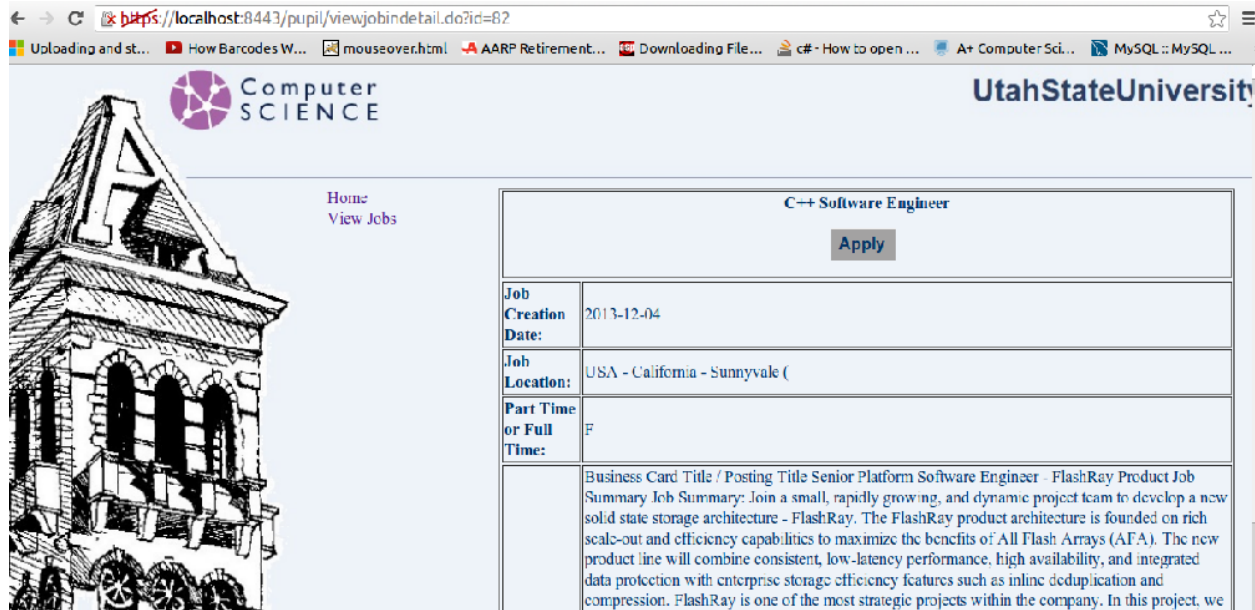 https://localhost:8443/pupil/viewjobindetail.do?id=82
Uploading and st... How Barcodes W... mouseover.html AARP Retirement... Downloading File... c# - How to open ... A+ Computer Sci... MySQL :: MySQL ...
Computer
SCIENCE
UtahStateUniversity
Home
View Jobs
C++ Software Engineer
Apply
Job
Creation
Date:
2013-12-04
Job
Location:
USA - California - Sunnyvale (
Part Time
or Full
Time:
F
Business Card Title / Posting Title Senior Platform Software Engineer - FlashRay Product Job
Summary Job Summary: Join a small, rapidly growing, and dynamic project team to develop a new
solid state storage architecture - FlashRay. The FlashRay product architecture is founded on rich
scale-out and efficiency capabilities to maximize the benefits of All Flash Arrays (AFA). The new
product line will combine consistent, low-latency performance, high availability, and integrated
data protection with enterprise storage efficiency features such as inline deduplication and
compression. FlashRay is one of the most strategic projects within the company. In this project, we